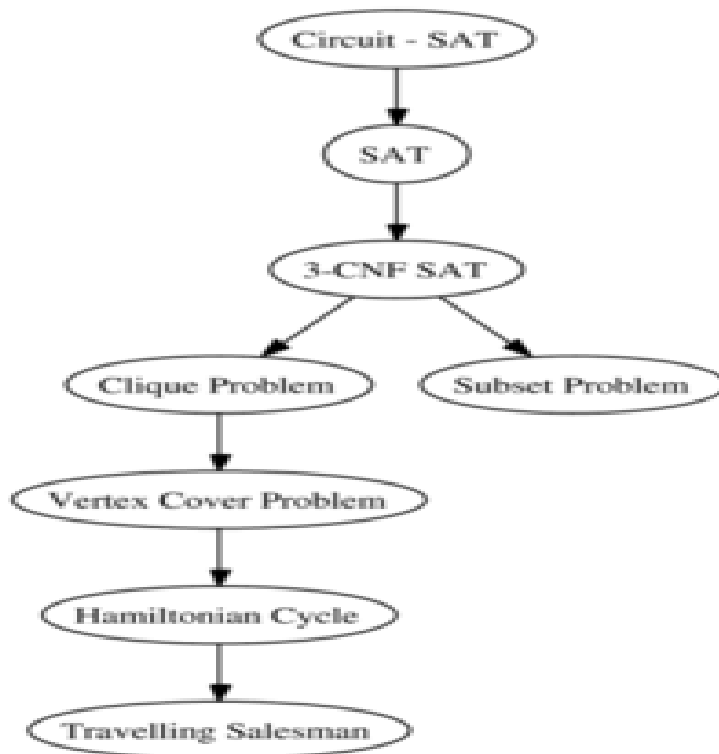 Circuit - SAT
SAT
3-CNF SAT
Clique Problem
Subset Problem
Vertex Cover Problem
Hamiltonian Cycle
Travelling Salesman